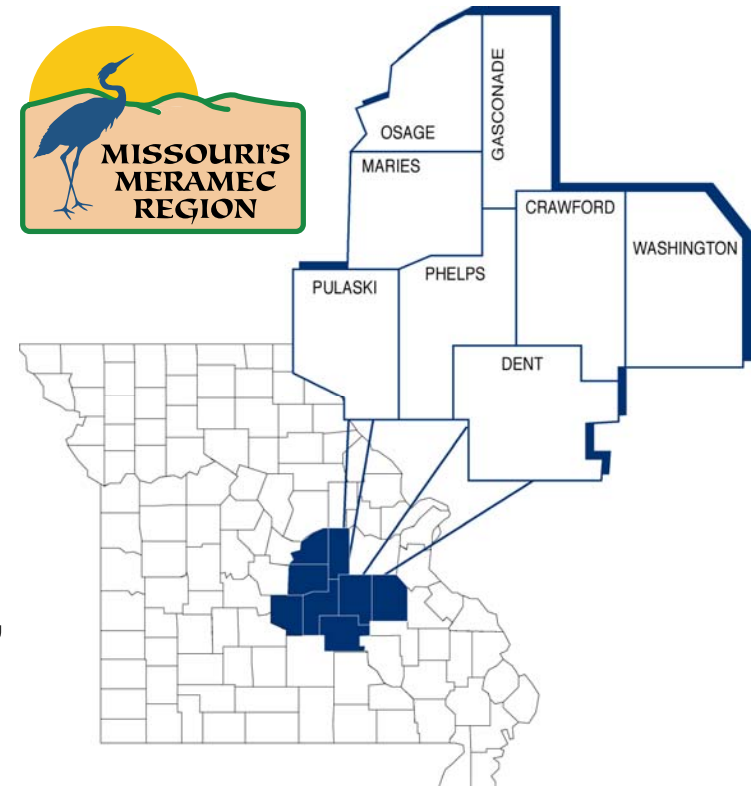 MISSOURI'S
MERAMEC
REGION
OSAGE
GASCONADE
MARIES
CRAWFORD
WASHINGTON
PULASKI
PHELPS
DENT